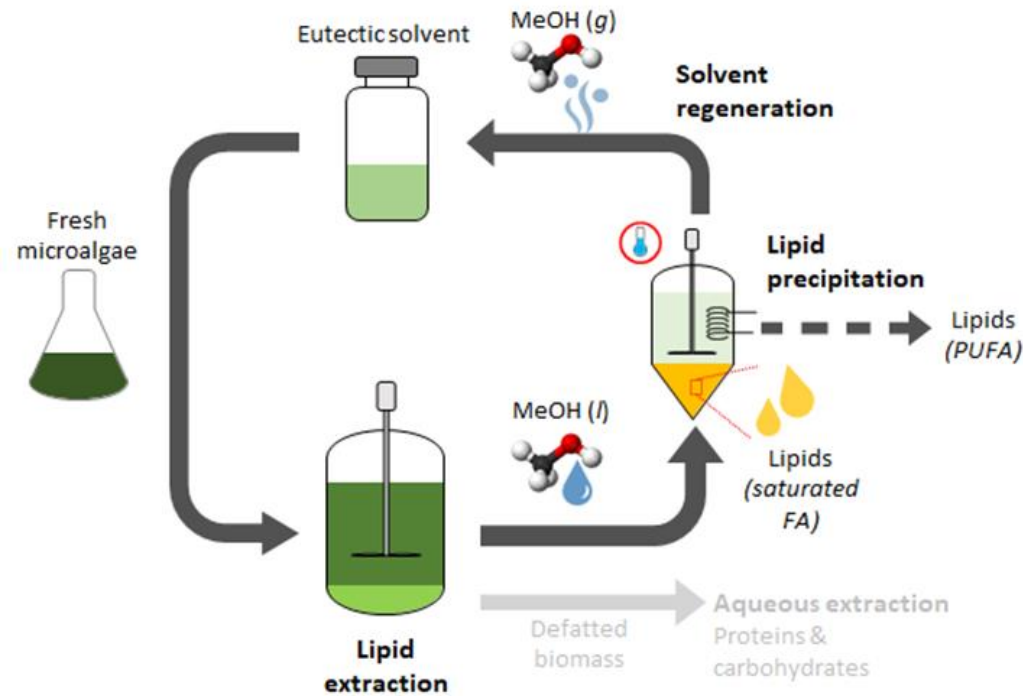 MeOH (g)
Eutectic solvent
Solvent
regeneration
Fresh
microalgae
Lipid
precipitation
Lipids
(PUFA)
MeOH (l)
Lipids
(saturated
FA)
Aqueous extraction
Defatted
biomass
Proteins &
carbohydrates
Lipid
extraction